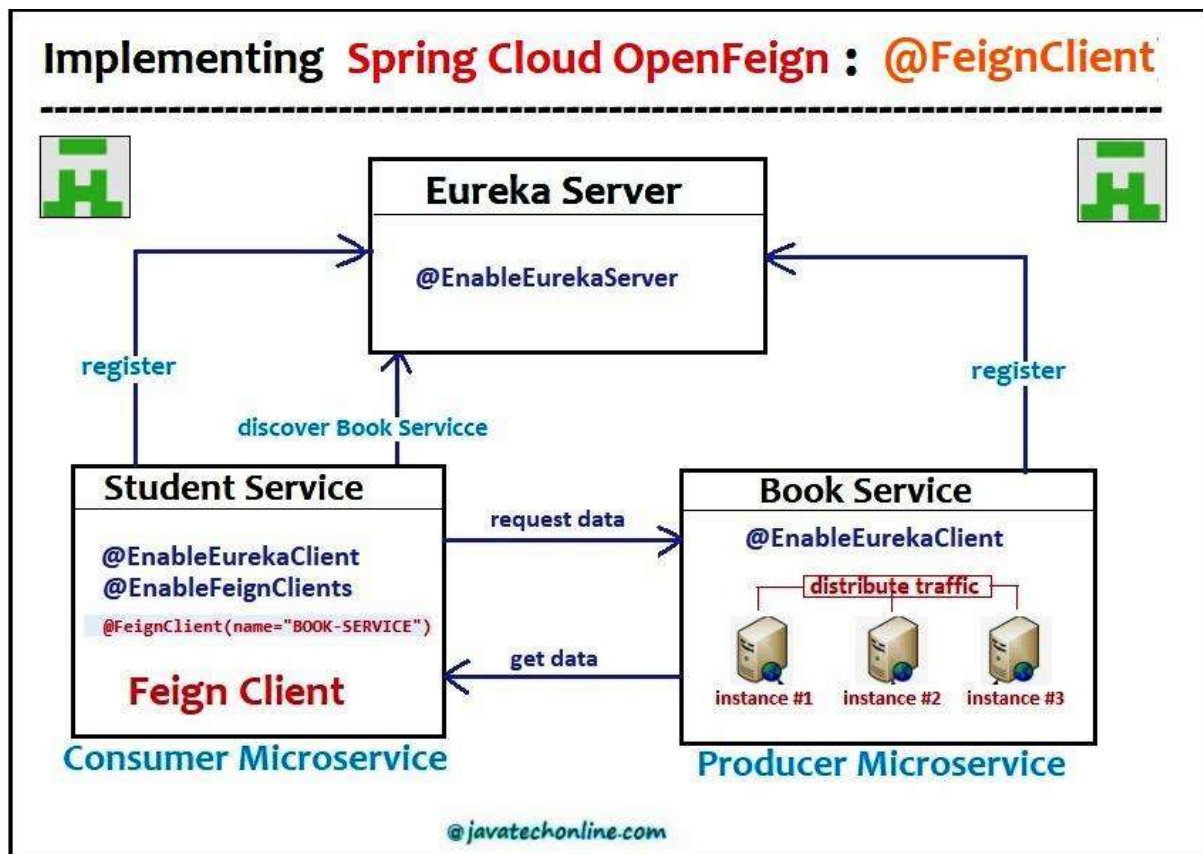 Implementing Spring Cloud OpenFeign : @FeignClient
Eureka Server
@EnableEurekaServer
register
register
discover Book Servicce
Student Service
@EnableEurekaClient
@EnableFeignClients
@FeignClient(name="BOOK-SERVICE")
Feign Client
Consumer Microservice
request data
get data
Book Service
@EnableEurekaClient
distribute traffic
instance #1
instance #2
instance #3
Producer Microservice
@javatechonline.com